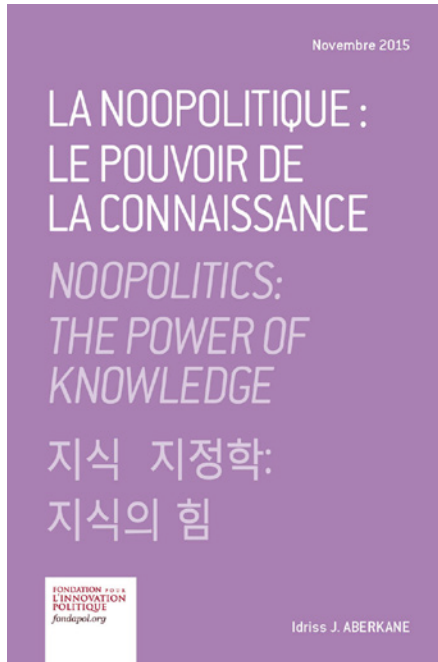 Novembre 2015
LA NOOPOLITIQUE :
LE POUVOIR DE
LA CONNAISSANCE
NOOPOLITICS:
THE POWER OF
KNOWLEDGE
지식 지정학:
지식의 힘
FONDATION POUR
L'INNOVATION
POLITIQUE
fondapol.org
Idriss J. ABERKANE